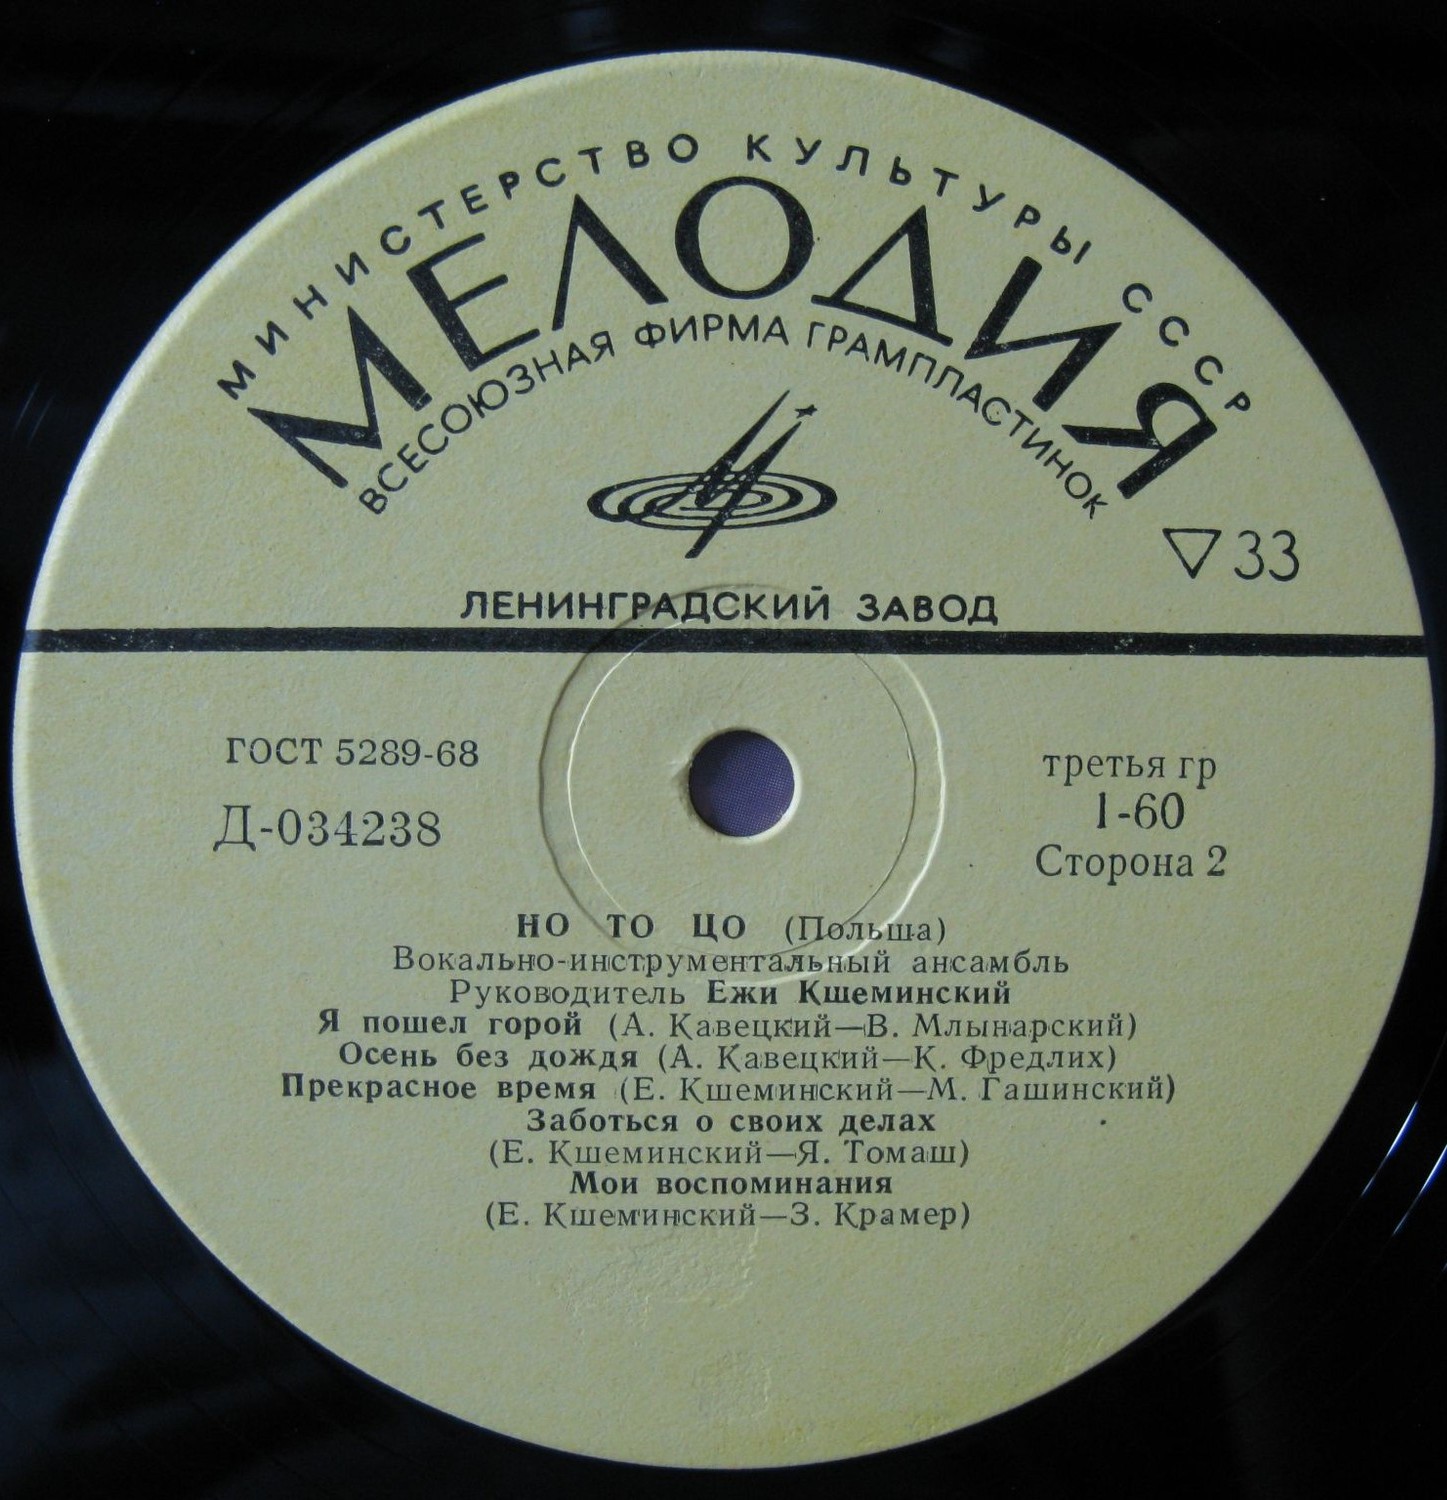 МИНИСТЕРСТВО КУЛЬТУРЫ СССР
МЕЛОДИЯ
ВСЕСОЮЗНАЯ ФИРМА ГРАМПЛАСТИНОК
33
ЛЕНИНГРАДСКИЙ ЗАВОД
ГОСТ 5289-68
Д-034238
третья гр
1-60
Сторона 2
НО ТО ЦО (Польша)
Вокально-инструментальный ансамбль
Руководитель Ежи Кшеминский
Я пошел горой (А. Кавецкий—В. Млынарский)
Осень без дождя (А. Кавецкий—К. Фредлих)
Прекрасное время (Е. Кшеминский—М. Гашинский)
Заботься о своих делах
(Е. Кшеминский—Я. Томаш)
Мои воспоминания
(Е. Кшеминский—З. Крамер)